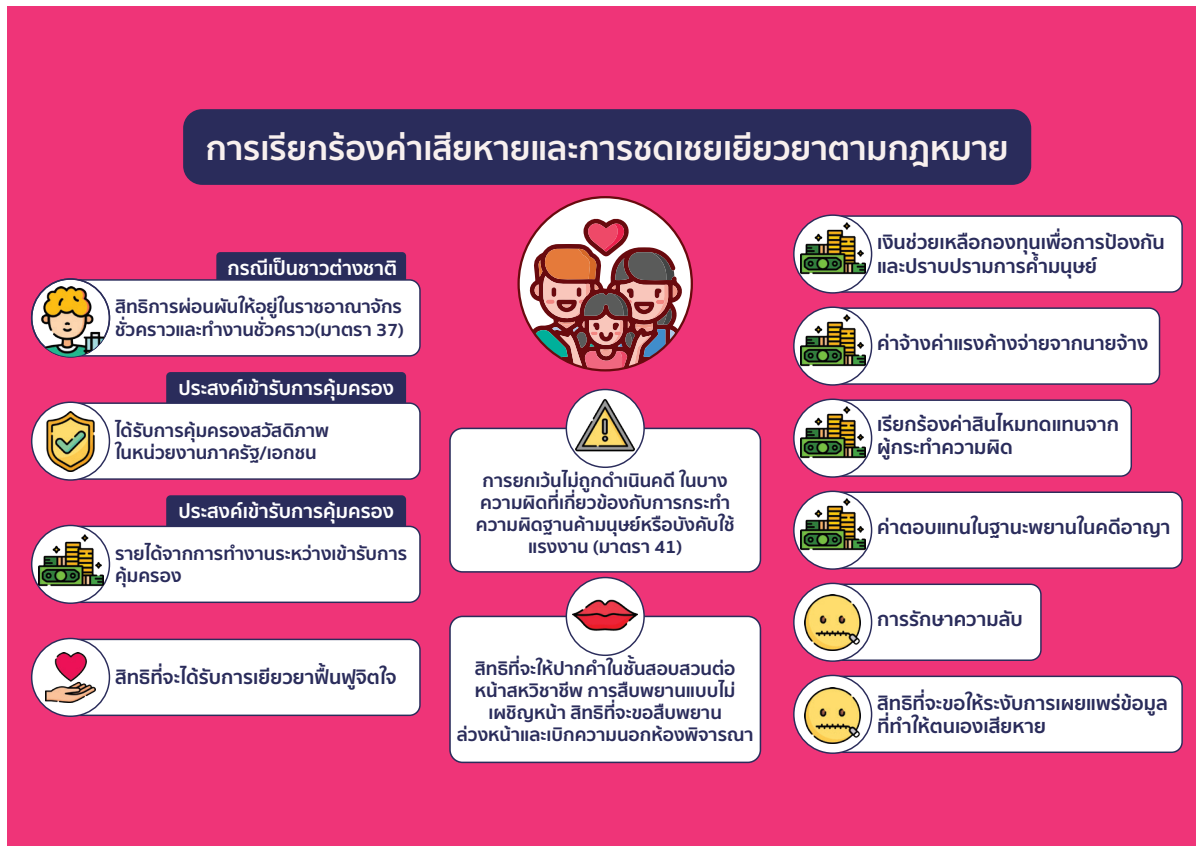 การเรียกร้องค่าเสียหายและการชดเชยเยียวยาตามกฎหมาย
กรณีเป็นชาวต่างชาติ
สิทธิการผ่อนผันให้อยู่ในราชอาณาจักร
ชั่วคราวและทำงานชั่วคราว(มาตรา 37)
ประสงค์เข้ารับการคุ้มครอง
ได้รับการคุ้มครองสวัสดิภาพ
ในหน่วยงานภาครัฐ/เอกชน
ประสงค์เข้ารับการคุ้มครอง
รายได้จากการทำงานระหว่างเข้ารับการ
คุ้มครอง
สิทธิที่จะได้รับการเยียวยาฟื้นฟูจิตใจ
การยกเว้นไม่ถูกดำเนินคดี ในบาง
ความผิดที่เกี่ยวข้องกับการกระทำ
ความผิดฐานค้ามนุษย์หรือบังคับใช้
แรงงาน (มาตรา 41)
สิทธิที่จะให้ปากคำในชั้นสอบสวนต่อ
หน้าสหวิชาชีพ การสืบพยานแบบไม่
เผชิญหน้า สิทธิที่จะขอสืบพยาน
ล่วงหน้าและเบิกความนอกห้องพิจารณา
เงินช่วยเหลือกองทุนเพื่อการป้องกัน
และปราบปรามการค้ามนุษย์
ค่าจ้างค่าแรงค้างจ่ายจากนายจ้าง
เรียกร้องค่าสินไหมทดแทนจาก
ผู้กระทำความผิด
ค่าตอบแทนในฐานะพยานในคดีอาญา
การรักษาความลับ
สิทธิที่จะขอให้ระงับการเผยแพร่ข้อมูล
ที่ทำให้ตนเองเสียหาย